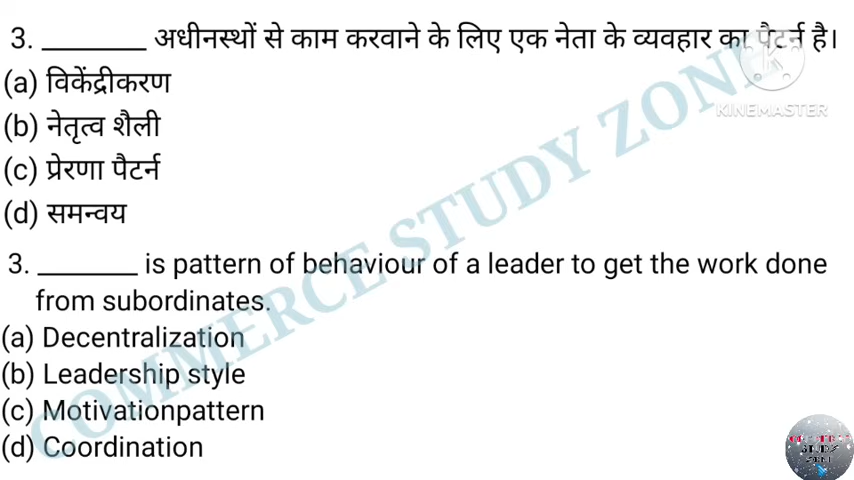 3. ________ अधीनस्थों से काम करवाने के लिए एक नेता के व्यवहार का पैटर्न है।
(a) विकेंद्रीकरण
(b) नेतृत्व शैली
(c) प्रेरणा पैटर्न
(d) समन्वय
3. _______ is pattern of behaviour of a leader to get the work done
from subordinates.
(a) Decentralization
(b) Leadership style
(c) Motivationpattern
(d) Coordination
COMMERCE STUDY ZONE
KINEMASTER